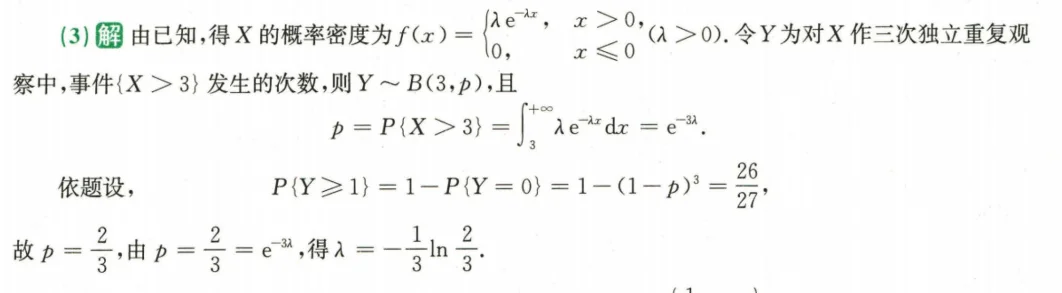 (3) 解 由已知,得 X 的概率密度为 f(x) = { λe^{-λx}, x > 0, 0, x ⩽ 0 (λ > 0). 令 Y 为对 X 作三次独立重复观
察中,事件{X > 3} 发生的次数,则 Y ~ B(3,p),且
p = P{X > 3} = ∫_3^{+∞} λe^{-λx} dx = e^{-3λ}.
依题设, P{Y ⩾ 1} = 1 − P{Y = 0} = 1 − (1 − p)³ = 26/27,
故 p = 2/3,由 p = 2/3 = e^{-3λ},得 λ = −1/3 ln 2/3.